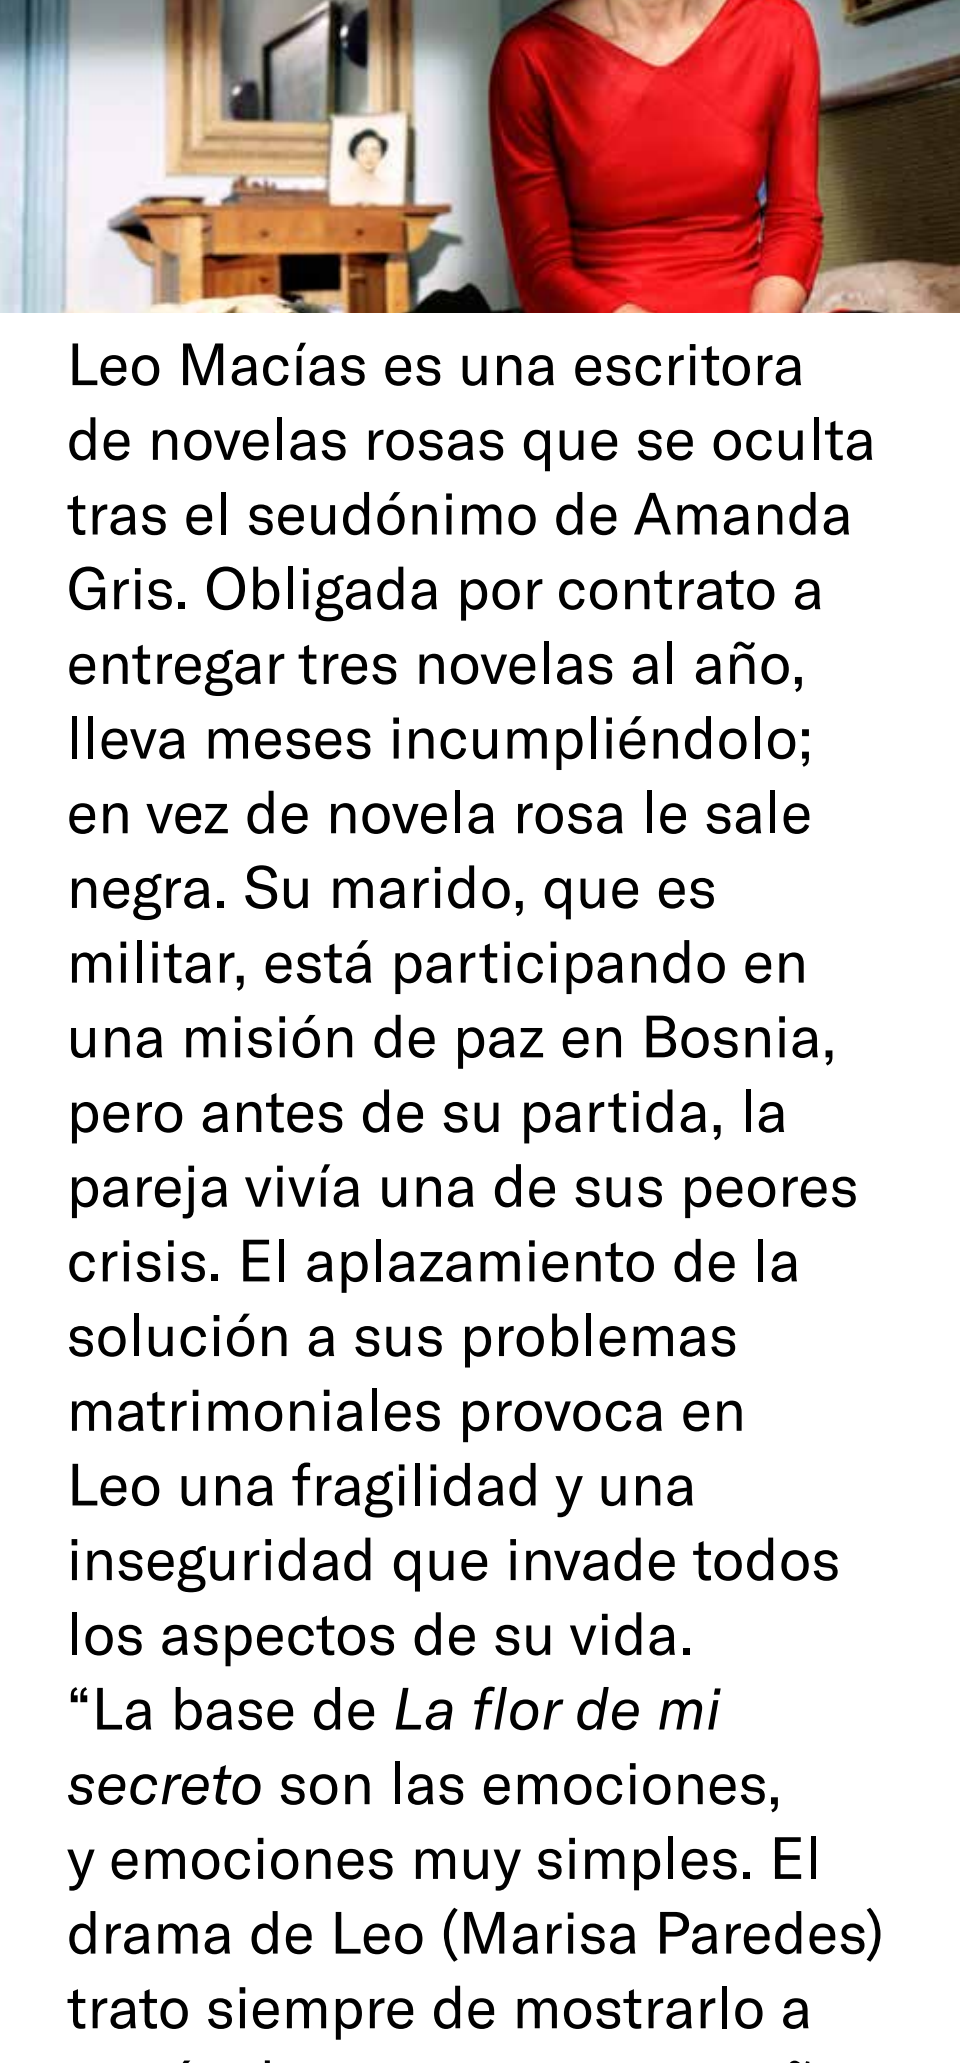 Leo Macías es una escritora
de novelas rosas que se oculta
tras el seudónimo de Amanda
Gris. Obligada por contrato a
entregar tres novelas al año,
lleva meses incumpliéndolo;
en vez de novela rosa le sale
negra. Su marido, que es
militar, está participando en
una misión de paz en Bosnia,
pero antes de su partida, la
pareja vivía una de sus peores
crisis. El aplazamiento de la
solución a sus problemas
matrimoniales provoca en
Leo una fragilidad y una
inseguridad que invade todos
los aspectos de su vida.
“La base de La flor de mi
secreto son las emociones,
y emociones muy simples. El
drama de Leo (Marisa Paredes)
trato siempre de mostrarlo a